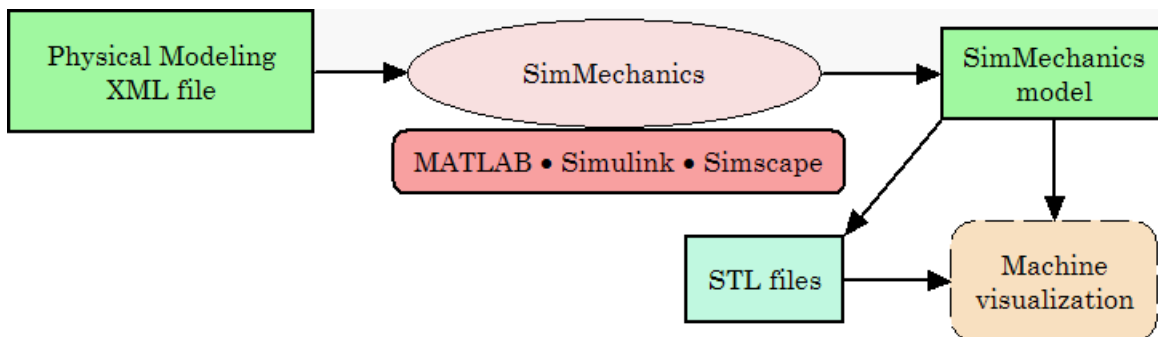 Physical Modeling
XML file
SimMechanics
SimMechanics
model
MATLAB • Simulink • Simscape
STL files
Machine
visualization